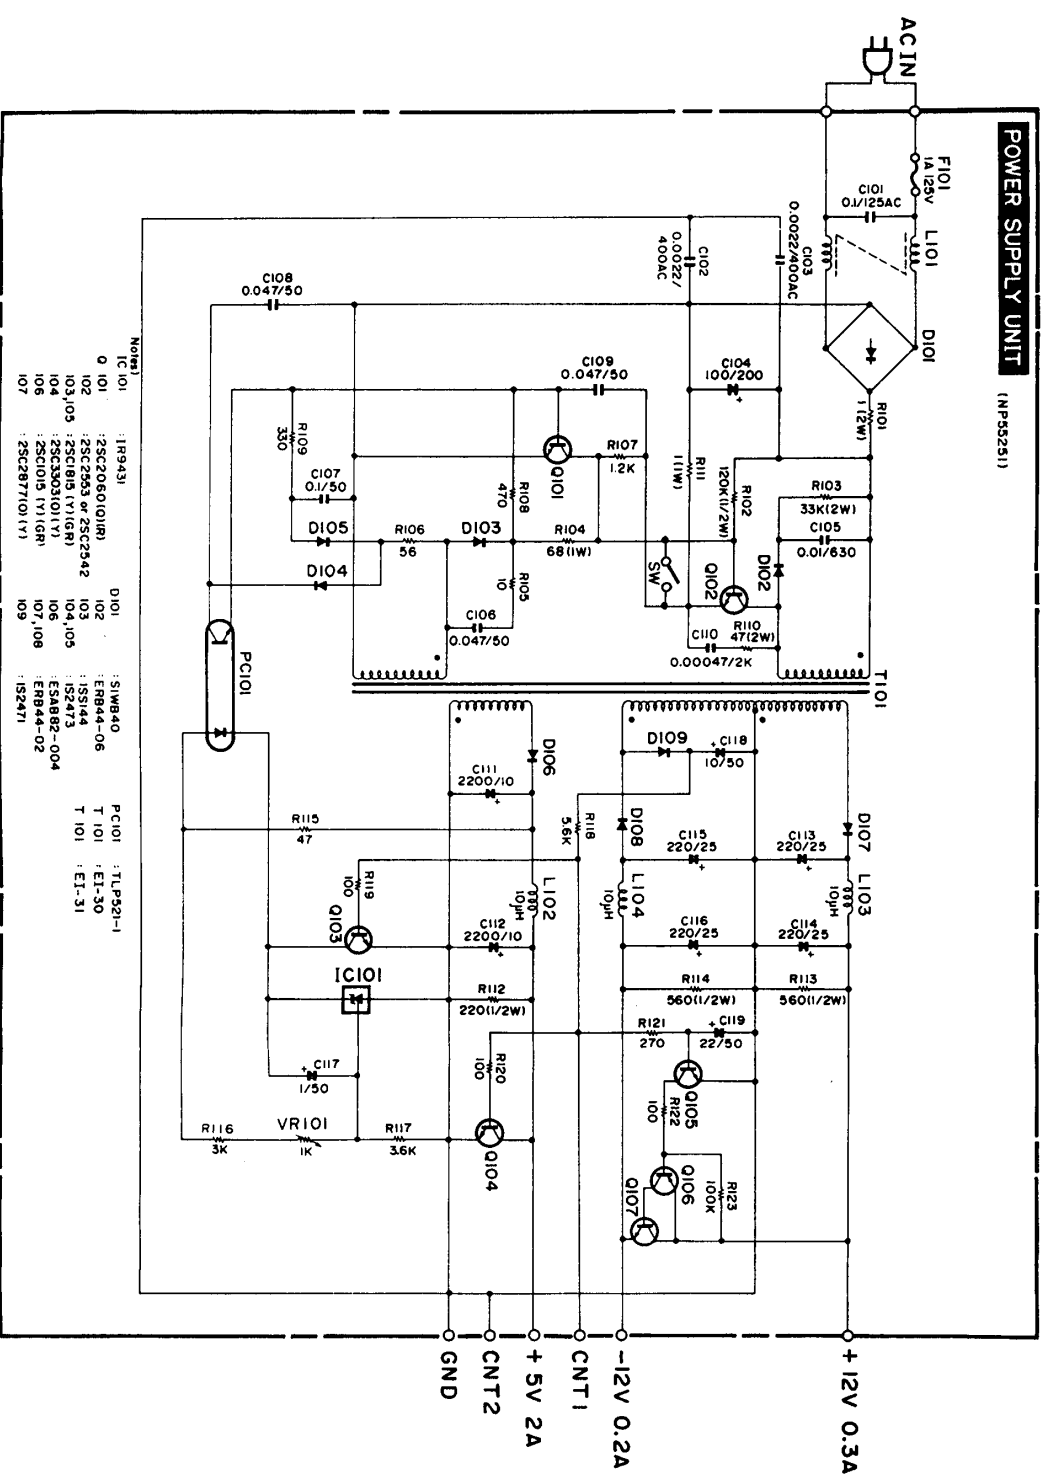 AC IN
POWER SUPPLY UNIT
(NP55251)
F101
1A 125V
C101
0.1/125AC
L101
C103
0.0022/400AC
C102
0.0022/
400AC
D101
R101
1 (2W)
C108
0.047/50
C109
0.047/50
C104
100/200
+
R109
330
C107
0.1/50
R108
470
Q101
R107
1.2K
R111
1(1W)
R102
120K(1/2W)
R103
33K(2W)
C105
0.01/630
D105
R106
56
D103
R104
68(1W)
D104
R105
10
SW
Q102
D102
C106
0.047/50
C110
0.00047/2K
R110
47(2W)
PC101
T101
D106
C111
2200/10
+
D109
+
C118
10/50
R115
47
R118
5.6K
D108
C115
220/25
+
C113
220/25
+
D107
R119
100
Q103
L102
10μH
L104
10μH
L103
10μH
C112
2200/10
+
C116
220/25
+
C114
220/25
+
IC101
R112
220(1/2W)
R114
560(1/2W)
R113
560(1/2W)
+
C117
1/50
R120
100
R121
270
+
C119
22/50
Q105
R122
100
R116
3K
VR101
1K
R117
3.6K
Q104
Q106
Q107
R123
100K
GND
CNT2
+ 5V 2A
CNT1
-12V 0.2A
+ 12V 0.3A
Notes)
IC 101 : IR9431
Q 101 : 2SC2060(Q)(R)
102 : 2SC2553 or 2SC2542
103,105 : 2SC1815 (Y)(GR)
104 : 2SC3303(O)(Y)
106 : 2SC1015 (Y)(GR)
107 : 2SC2877(O)(Y)
D101 : S1WB40
102 : ERB44-06
103 : 1SS144
104,105 : 1S2473
106 : ESAB82-004
107,108 : ERB44-02
109 : 1S2471
PC101 : TLP521-1
T 101 : EI-30
T 101 : EI-31